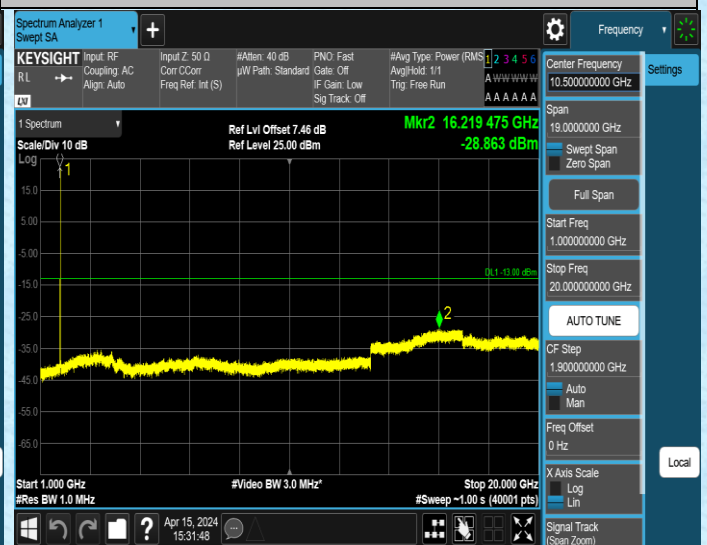 Spectrum Analyzer 1
Swept SA
+
Frequency
KEYSIGHT
RL
LXI
Input: RF
Coupling: AC
Align: Auto
Input Z: 50 Ω
Corr CCorr
Freq Ref: Int (S)
#Atten: 40 dB
µW Path: Standard
PNO: Fast
Gate: Off
IF Gain: Low
Sig Track: Off
#Avg Type: Power (RMS
Avg|Hold: 1/1
Trig: Free Run
1 2 3 4 5 6
A W W W W W
A A A A A A
Center Frequency
10.50000000 GHz
Settings
Span
19.0000000 GHz
Swept Span
Zero Span
Full Span
Start Freq
1.000000000 GHz
Stop Freq
20.000000000 GHz
AUTO TUNE
CF Step
1.900000000 GHz
Auto
Man
Freq Offset
0 Hz
X Axis Scale
Log
Lin
Signal Track
(Span Zoom)
Local
1 Spectrum
Scale/Div 10 dB
Ref Lvl Offset 7.46 dB
Ref Level 25.00 dBm
Mkr2 16.219 475 GHz
-28.863 dBm
Log
1
15.0
5.00
-5.00
DL1 -13.00 dBm
-15.0
2
-25.0
-35.0
-45.0
-55.0
-65.0
Start 1.000 GHz
#Video BW 3.0 MHz*
Stop 20.000 GHz
#Res BW 1.0 MHz
#Sweep ~1.00 s (40001 pts)
?
Apr 15, 2024
15:31:48